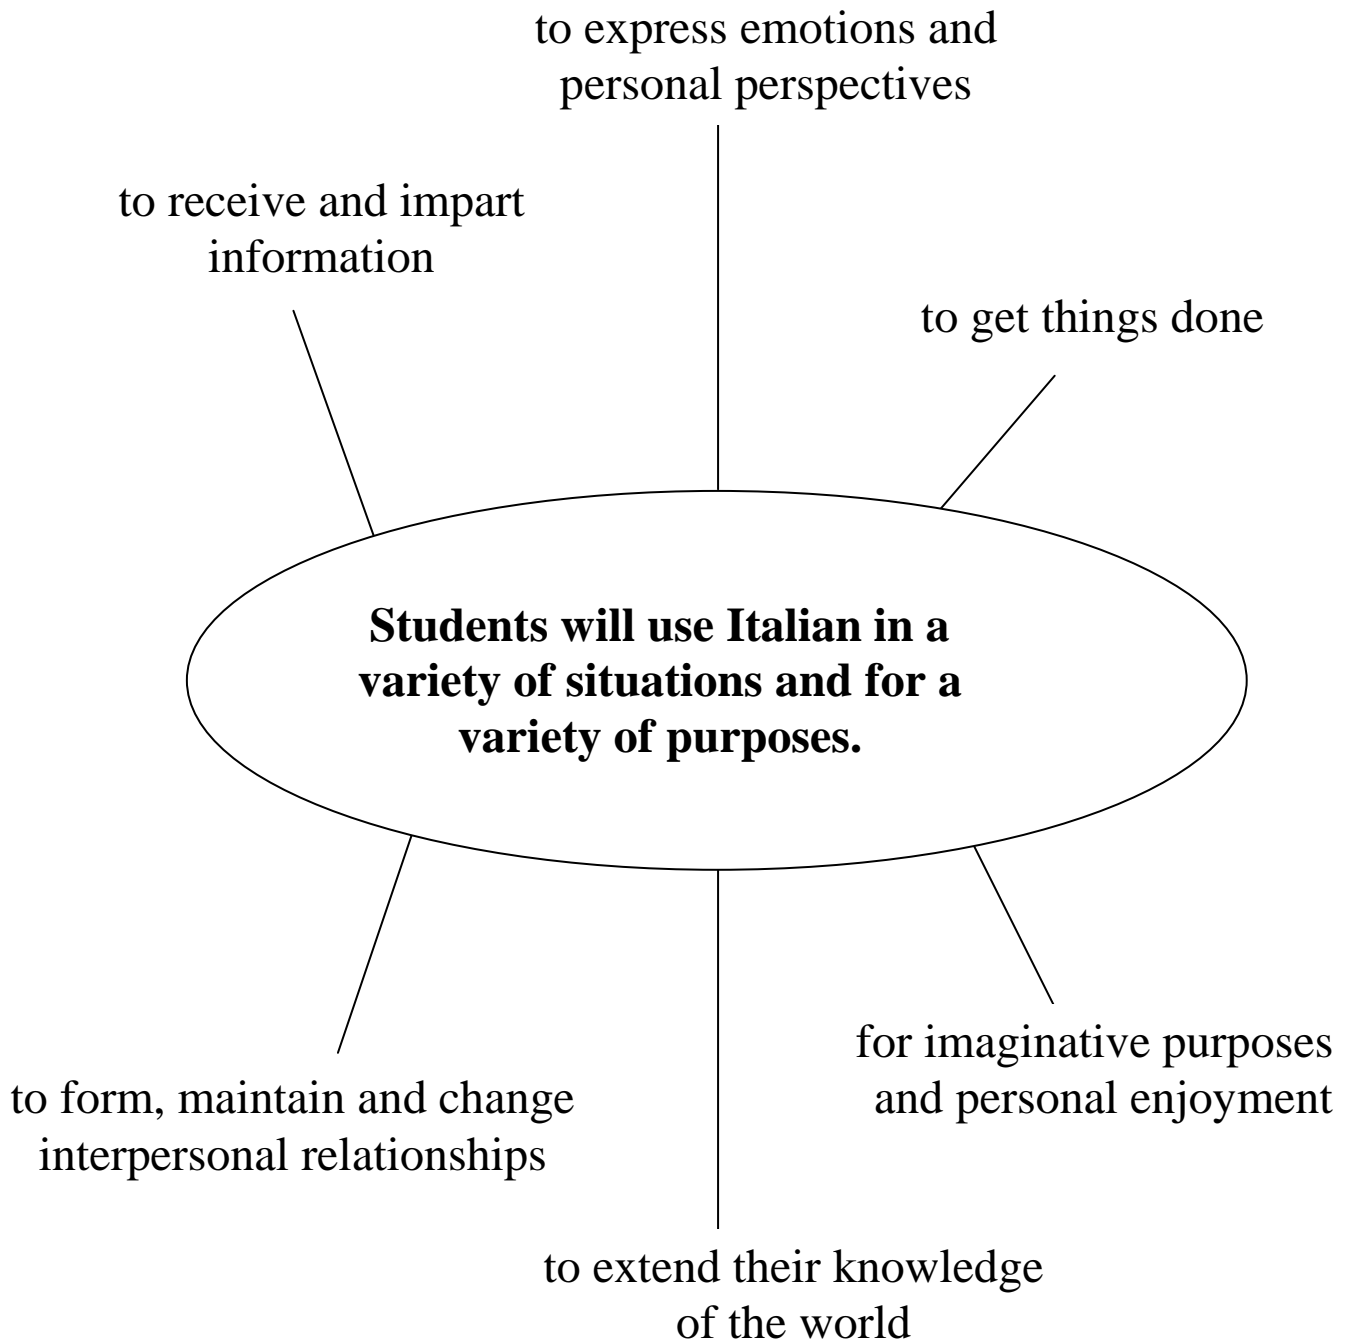 to express emotions and
personal perspectives
to receive and impart
information
to get things done
Students will use Italian in a
variety of situations and for a
variety of purposes.
for imaginative purposes
and personal enjoyment
to form, maintain and change
interpersonal relationships
to extend their knowledge
of the world